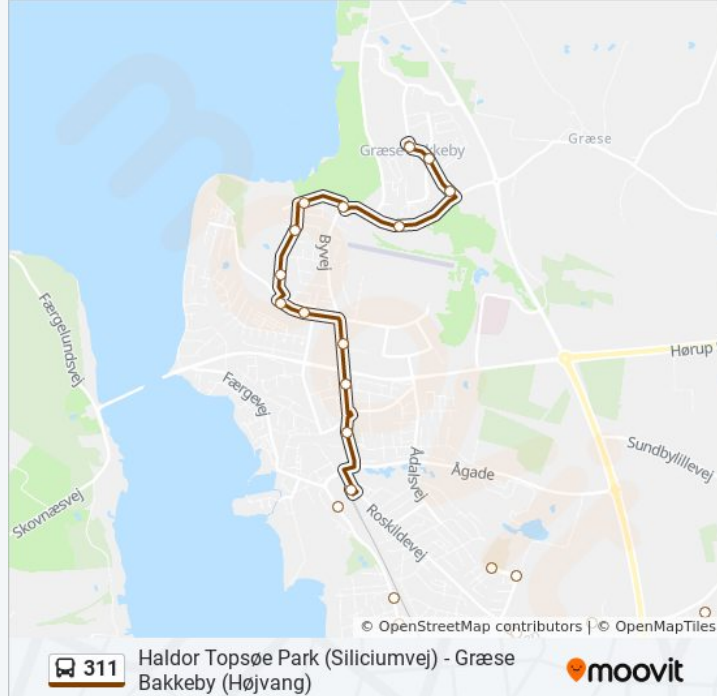 Græse
Græse Bakkeby
Byvej
Færgelundsvej
Hørup
Færgevej
Sundbylillevej
Ådalsvej
Ågade
Skovnæsvej
Roskildevej
© OpenStreetMap contributors | © OpenMapTiles
311
Haldor Topsøe Park (Siliciumvej) - Græse
Bakkeby (Højvang)
moovit